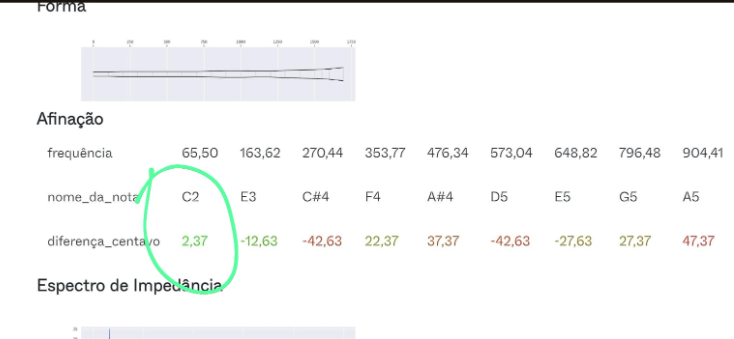 Forma
0 250 500 750 1000 1250 1500 1750
Afinação
frequência 65,50 163,62 270,44 353,77 476,34 573,04 648,82 796,48 904,41
nome_da_nota C2 E3 C#4 F4 A#4 D5 E5 G5 A5
diferença_centavo 2,37 -12,63 -42,63 22,37 37,37 -42,63 -27,63 27,37 47,37
Espectro de Impedância